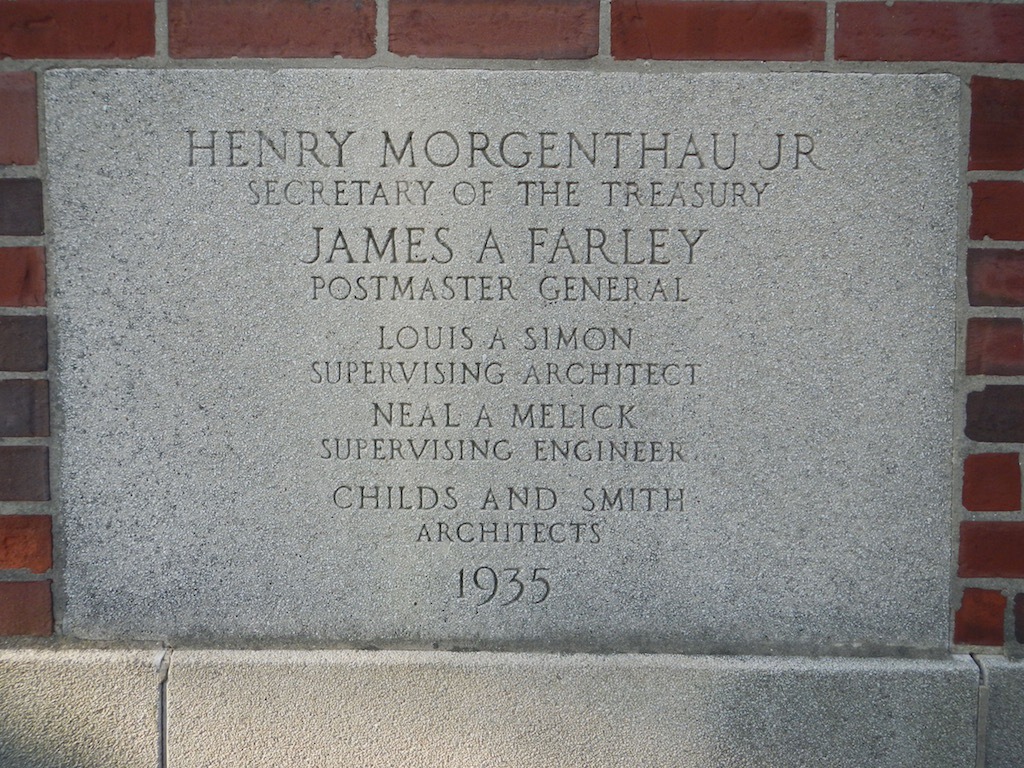 HENRY MORGENTHAU JR
SECRETARY OF THE TREASURY
JAMES A FARLEY
POSTMASTER GENERAL
LOUIS A SIMON
SUPERVISING ARCHITECT
NEAL A MELICK
SUPERVISING ENGINEER
CHILDS AND SMITH
ARCHITECTS
1935